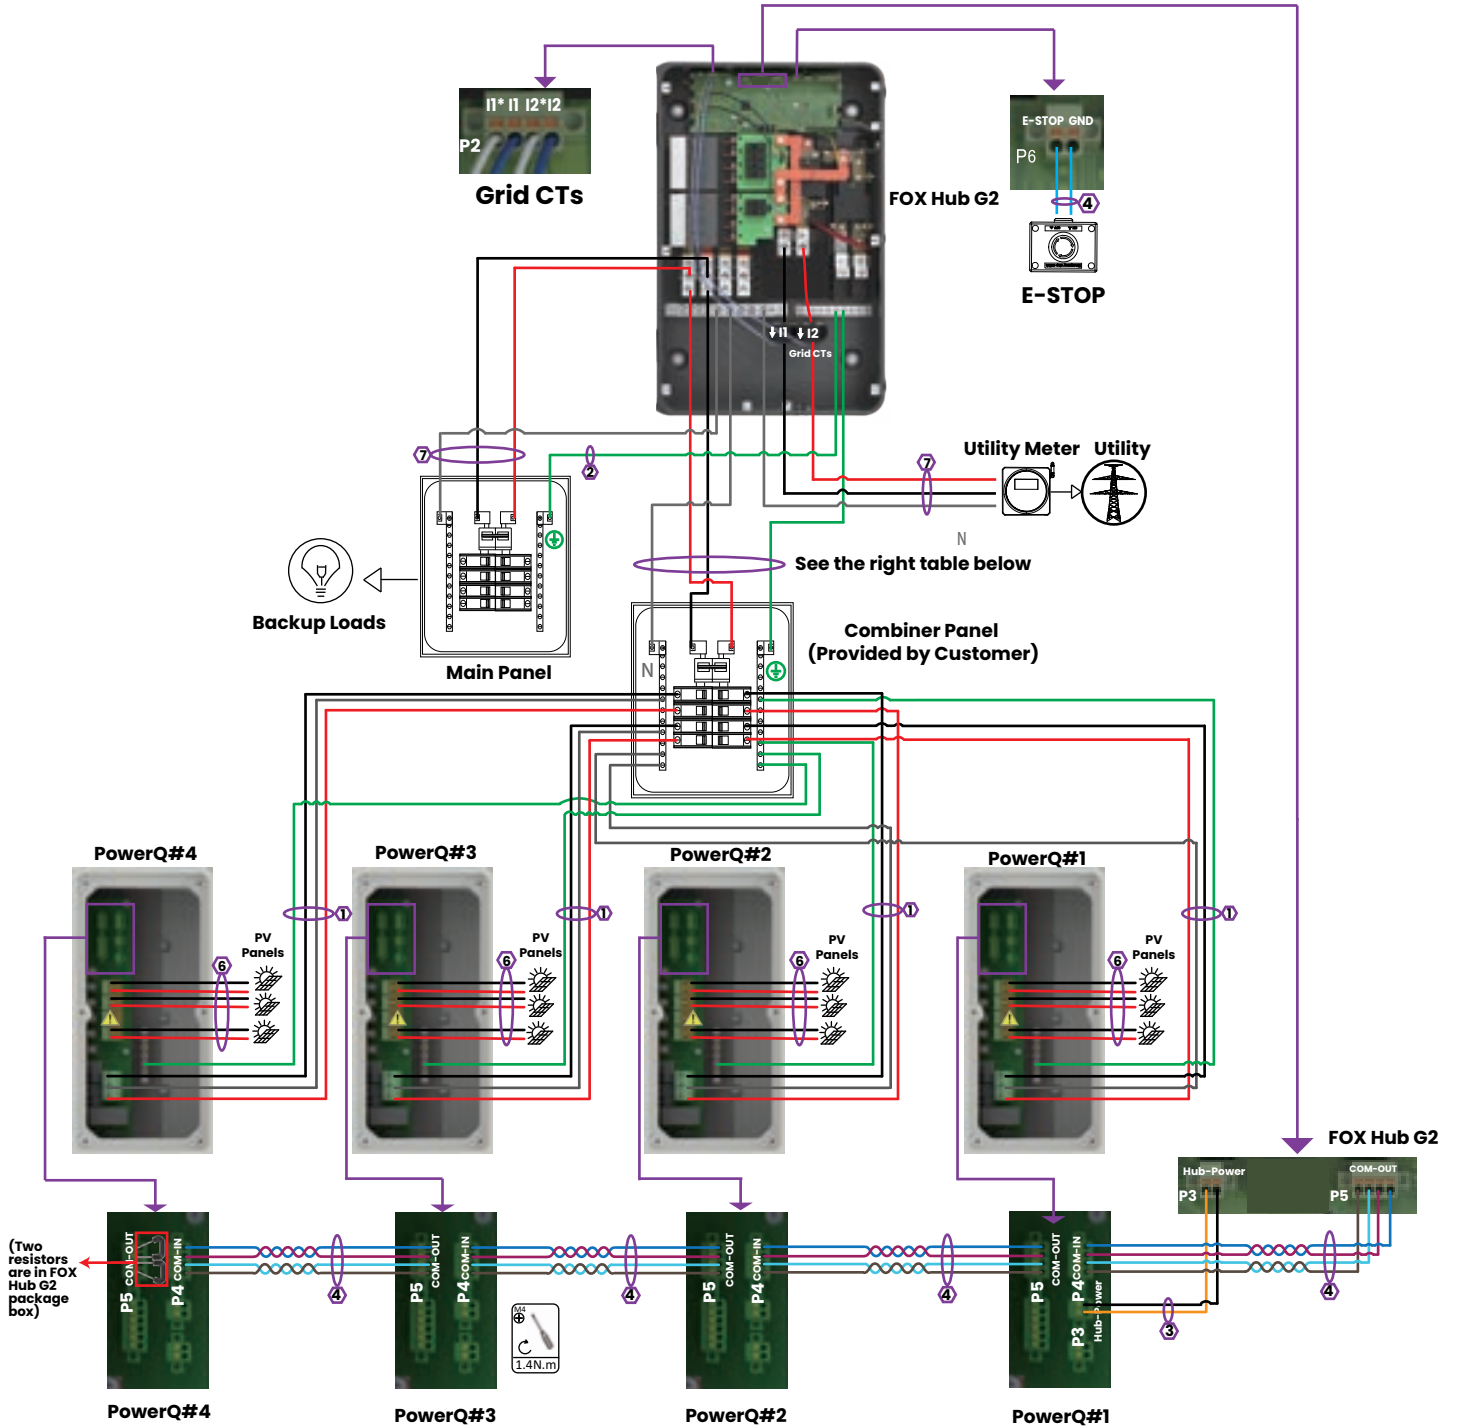 I1* I1 I2*I2
P2
Grid CTs
E-STOP GND
P6
4
FOX Hub G2
E-STOP
I1 I2
Grid CTs
7
2
Utility Meter Utility
7
N
See the right table below
Backup Loads
Main Panel
Combiner Panel
(Provided by Customer)
N
PowerQ#4
PowerQ#3
PowerQ#2
PowerQ#1
1
1
1
1
PV
Panels
6
PV
Panels
6
PV
Panels
6
PV
Panels
6
FOX Hub G2
Hub-Power
COM-OUT
P3
P5
(Two
resistors
are in FOX
Hub G2
package
box)
COM-OUT
COM-IN
P5
P4
4
COM-OUT
COM-IN
P5
P4
4
COM-OUT
COM-IN
P5
P4
4
COM-OUT
COM-IN
P5
P4
P3
Hub-Power
3
4
M4
1.4N.m
PowerQ#4
PowerQ#3
PowerQ#2
PowerQ#1